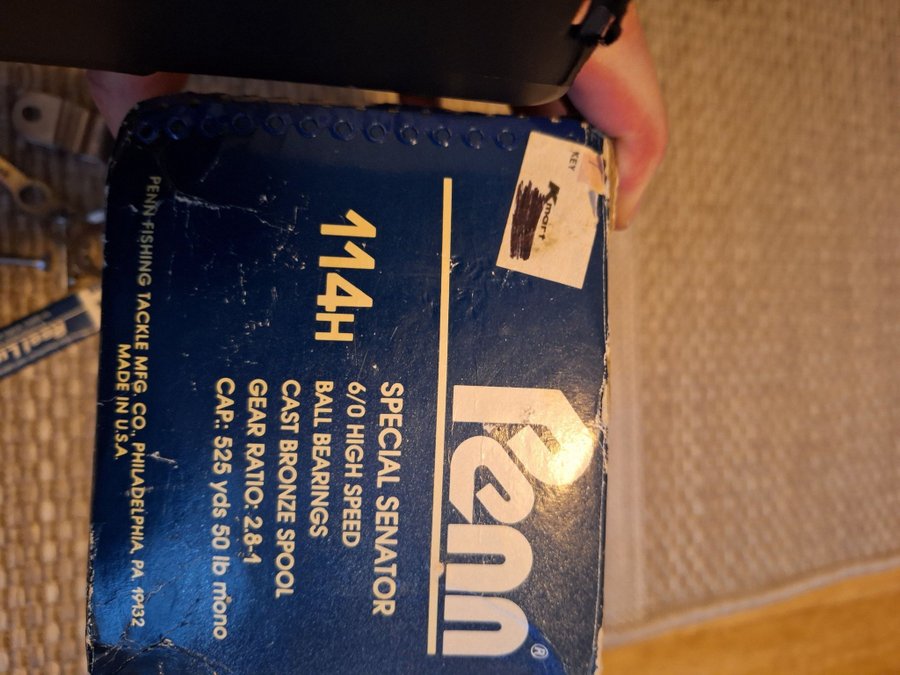 KEY
Kmart
Penn®
114H
SPECIAL SENATOR
6/0 HIGH SPEED
BALL BEARINGS
CAST BRONZE SPOOL
GEAR RATIO: 2.8-1
CAP.: 525 yds 50 lb mono
PENN FISHING TACKLE MFG. CO., PHILADELPHIA, PA. 19132
MADE IN U.S.A.